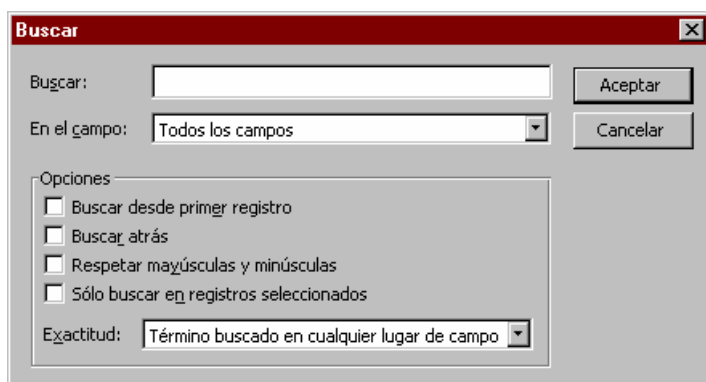 Buscar
Buscar:
Aceptar
En el campo: Todos los campos
Cancelar
Opciones
Buscar desde primer registro
Buscar atrás
Respetar mayúsculas y minúsculas
Sólo buscar en registros seleccionados
Exactitud: Término buscado en cualquier lugar de campo